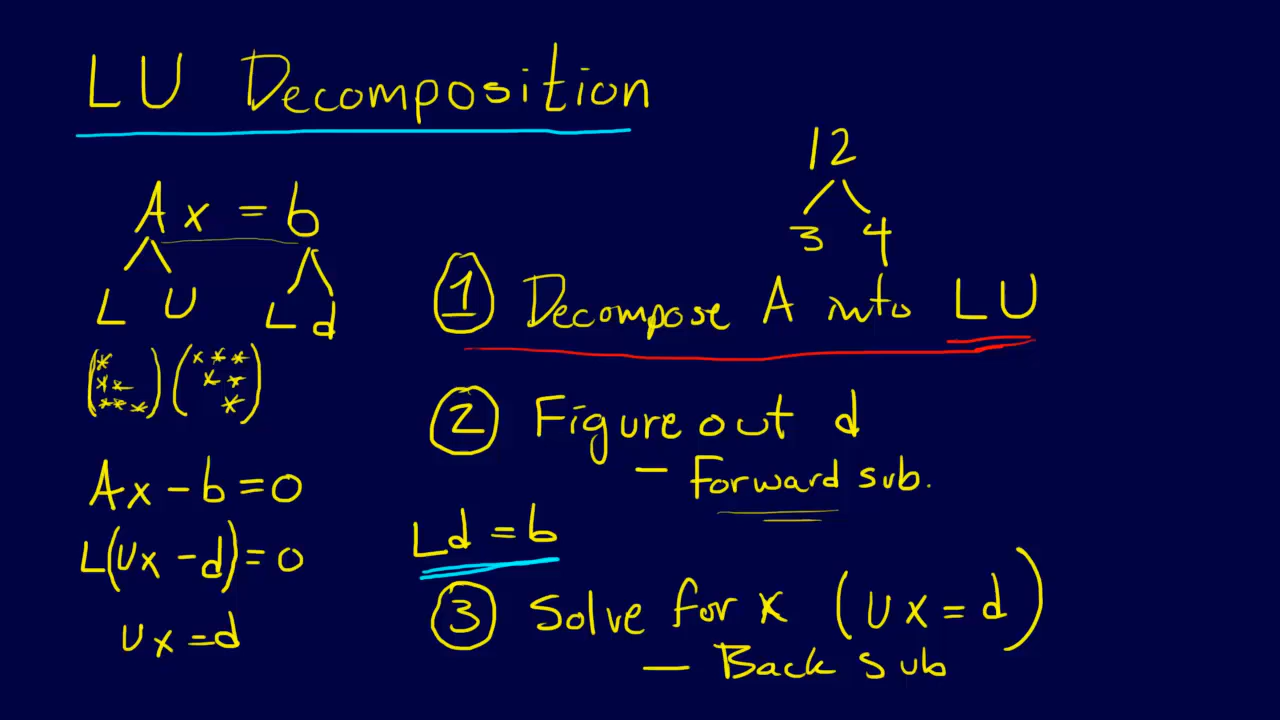 LU Decomposition
Ax = b
L U
L d
(* ** ***) (*** ** *)
Ax - b = 0
L(Ux - d) = 0
Ux = d
12
3 4
1 Decompose A into LU
2 Figure out d
- Forward sub.
Ld = b
3 Solve for x (Ux = d)
- Back sub